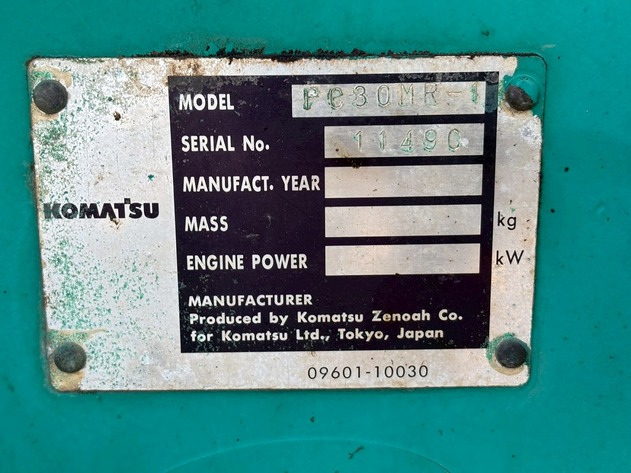 MODEL PC30MR-1
SERIAL No. 11490
MANUFACT. YEAR
KOMATSU
MASS kg
ENGINE POWER kW
MANUFACTURER
Produced by Komatsu Zenoah Co.
for Komatsu Ltd., Tokyo, Japan
09601-10030